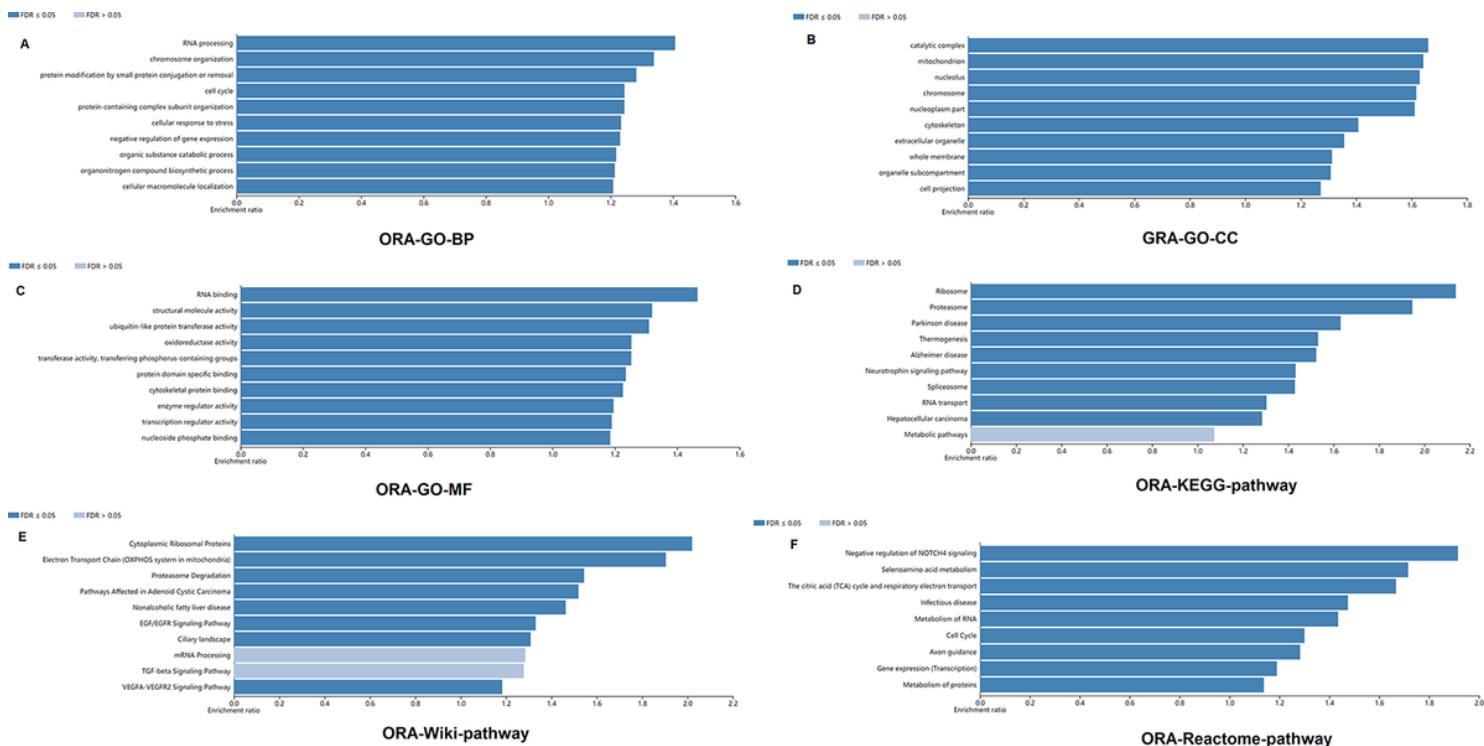 FDR ≤ 0.05 FDR > 0.05
A
RNA processing
chromosome organization
protein modification by small protein conjugation or removal
cell cycle
protein-containing complex subunit organization
cellular response to stress
negative regulation of gene expression
organic substance catabolic process
organonitrogen compound biosynthetic process
cellular macromolecule localization
0.0 0.2 0.4 0.6 0.8 1.0 1.2 1.4 1.6
Enrichment ratio
ORA-GO-BP
FDR ≤ 0.05 FDR > 0.05
B
catalytic complex
mitochondrion
nucleolus
chromosome
nucleoplasm part
cytoskeleton
extracellular organelle
whole membrane
organelle subcompartment
cell projection
0.0 0.2 0.4 0.6 0.8 1.0 1.2 1.4 1.6 1.8
Enrichment ratio
GRA-GO-CC
FDR ≤ 0.05 FDR > 0.05
C
RNA binding
structural molecule activity
ubiquitin-like protein transferase activity
oxidoreductase activity
transferase activity, transferring phosphorus-containing groups
protein domain specific binding
cytoskeletal protein binding
enzyme regulator activity
transcription regulator activity
nucleoside phosphate binding
0.0 0.2 0.4 0.6 0.8 1.0 1.2 1.4 1.6
Enrichment ratio
ORA-GO-MF
FDR ≤ 0.05 FDR > 0.05
D
Ribosome
Proteasome
Parkinson disease
Thermogenesis
Alzheimer disease
Neurotrophin signaling pathway
Spliceosome
RNA transport
Hepatocellular carcinoma
Metabolic pathways
0.0 0.2 0.4 0.6 0.8 1.0 1.2 1.4 1.6 1.8 2.0 2.2
Enrichment ratio
ORA-KEGG-pathway
FDR ≤ 0.05 FDR > 0.05
E
Cytoplasmic Ribosomal Proteins
Electron Transport Chain (OXPHOS system in mitochondria)
Proteasome Degradation
Pathways Affected in Adenoid Cystic Carcinoma
Nonalcoholic fatty liver disease
EGF/EGFR Signaling Pathway
Ciliary landscape
mRNA Processing
TGF-beta Signaling Pathway
VEGFA-VEGFR2 Signaling Pathway
0.0 0.2 0.4 0.6 0.8 1.0 1.2 1.4 1.6 1.8 2.0 2.2
Enrichment ratio
ORA-Wiki-pathway
FDR ≤ 0.05 FDR > 0.05
F
Negative regulation of NOTCH4 signaling
Selenoamino acid metabolism
The citric acid (TCA) cycle and respiratory electron transport
Infectious disease
Metabolism of RNA
Cell Cycle
Axon guidance
Gene expression (Transcription)
Metabolism of proteins
0.0 0.2 0.4 0.6 0.8 1.0 1.2 1.4 1.6 1.8 2.0
Enrichment ratio
ORA-Reactome-pathway